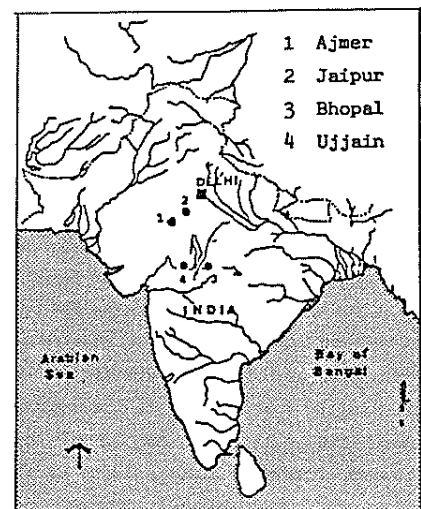 1 Ajmer
2 Jaipur
3 Bhopal
4 Ujjain
DELHI
2
1
4 3
INDIA
Arabian
Sea
Bay of
Bengal